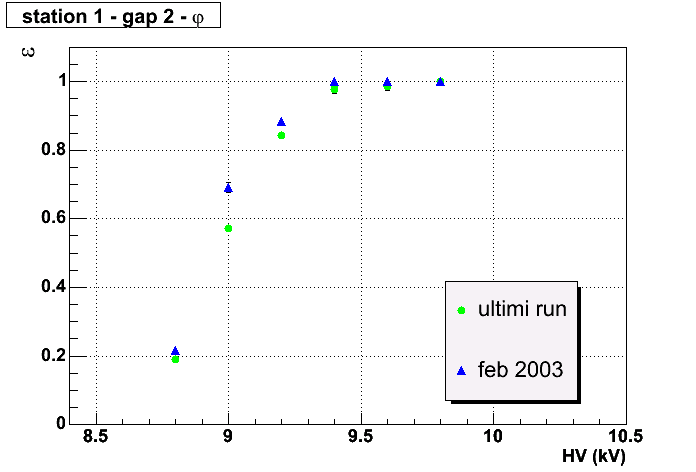 station 1 - gap 2 - φ
ε
1
0.8
0.6
0.4
0.2
0
8.5 9 9.5 10 10.5
HV (kV)
ultimi run
feb 2003